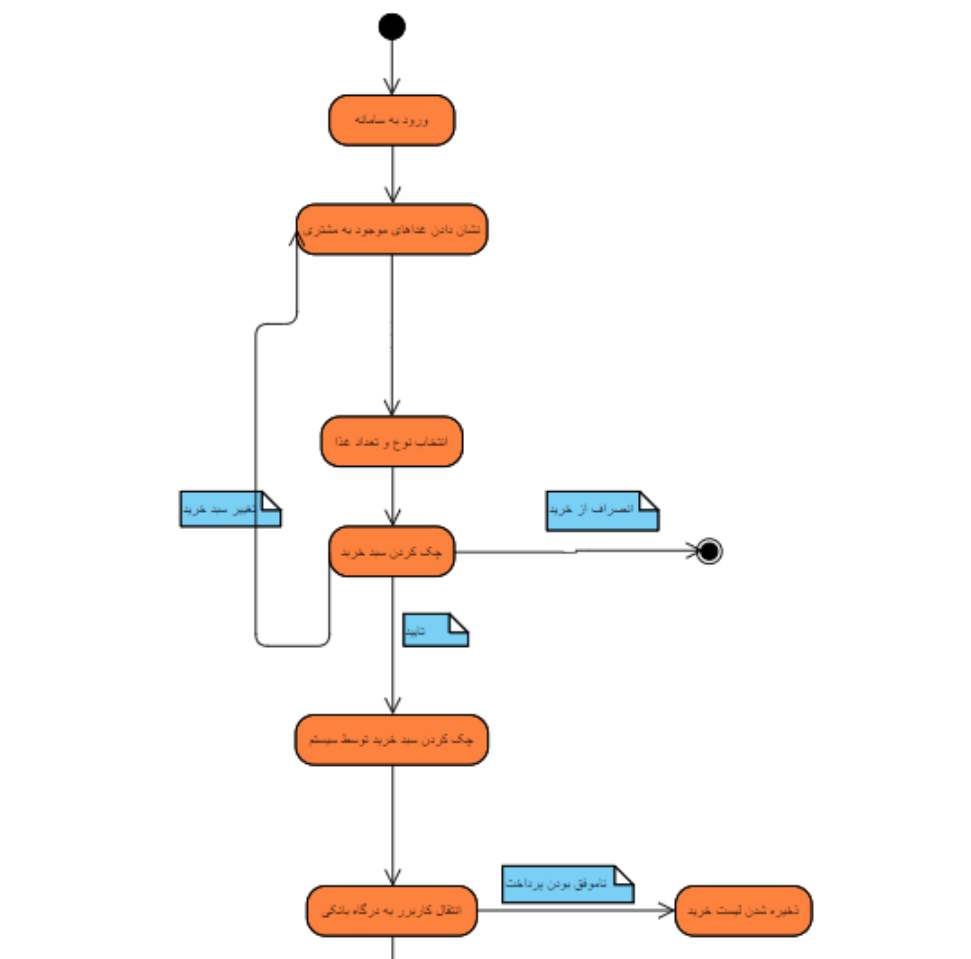 ورود به سامانه
نشان دادن غذاهای موجود به مشتری
انتخاب نوع و تعداد غذا
تغییر سبد خرید
انصراف از خرید
چک کردن سبد خرید
تایید
چک کردن سبد خرید توسط سیستم
ناموفق بودن پرداخت
انتقال کاربرر به درگاه بانکی
ذخیره شدن لیست خرید